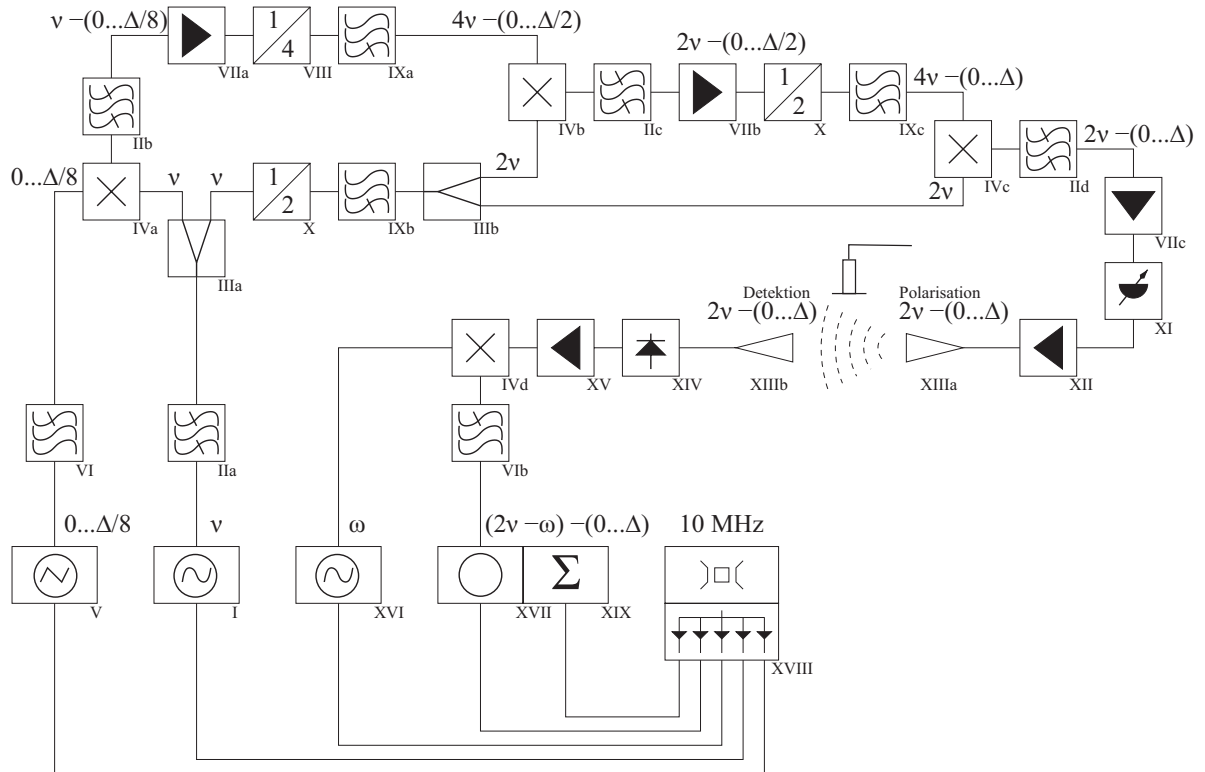 ν −(0...Δ/8)
4ν −(0...Δ/2)
2ν −(0...Δ/2)
4ν −(0...Δ)
2ν −(0...Δ)
1
4
VIIa
VIII
IXa
1
2
IVb
IIc
VIIb
X
IXc
IIb
0...Δ/8
ν
ν
1
2
2ν
2ν
IVa
X
IXb
IIIb
IVc
IId
IIIa
VIIc
Detektion
Polarisation
2ν −(0...Δ)
2ν −(0...Δ)
XI
IVd
XV
XIV
XIIIb
XIIIa
XII
VI
IIa
VIb
0...Δ/8
ν
ω
(2ν −ω) −(0...Δ)
10 MHz
Σ
V
I
XVI
XVII
XIX
XVIII